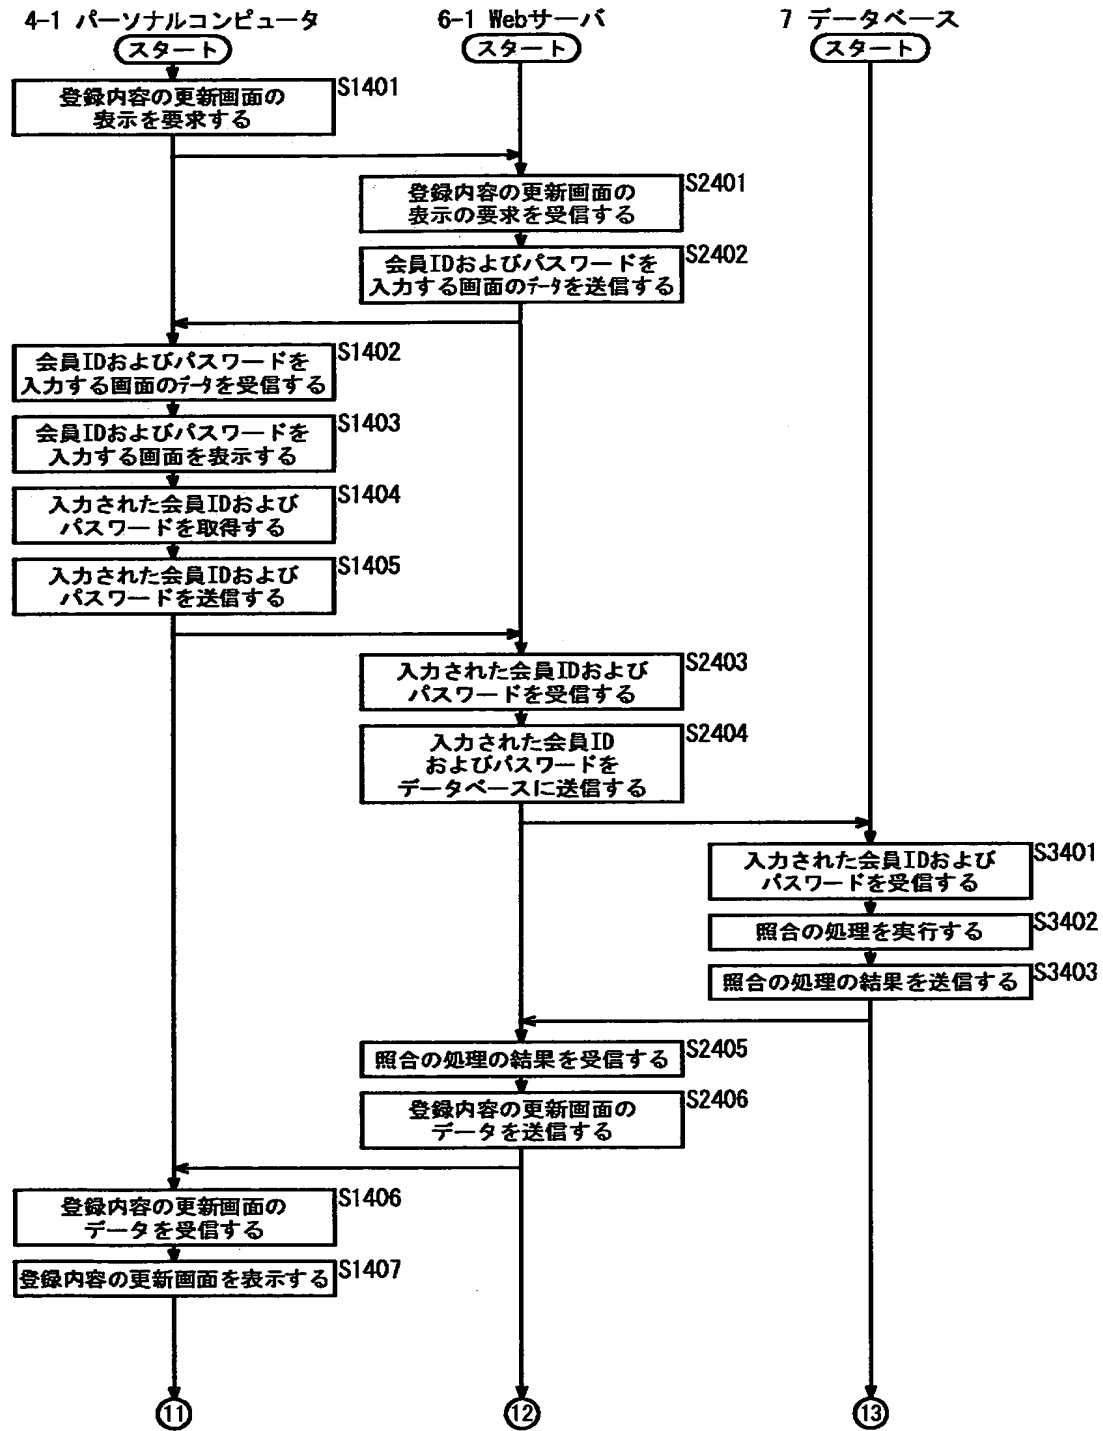 4-1 パーソナルコンピュータ
6-1 Webサーバ
7 データベース
スタート
スタート
スタート
登録内容の更新画面の
表示を要求する
S1401
登録内容の更新画面の
表示の要求を受信する
S2401
会員IDおよびパスワードを
入力する画面のデータを送信する
S2402
会員IDおよびパスワードを
入力する画面のデータを受信する
S1402
会員IDおよびパスワードを
入力する画面を表示する
S1403
入力された会員IDおよび
パスワードを取得する
S1404
入力された会員IDおよび
パスワードを送信する
S1405
入力された会員IDおよび
パスワードを受信する
S2403
入力された会員ID
およびパスワードを
データベースに送信する
S2404
入力された会員IDおよび
パスワードを受信する
S3401
照合の処理を実行する
S3402
照合の処理の結果を送信する
S3403
照合の処理の結果を受信する
S2405
登録内容の更新画面の
データを送信する
S2406
登録内容の更新画面の
データを受信する
S1406
登録内容の更新画面を表示する
S1407
11
12
13